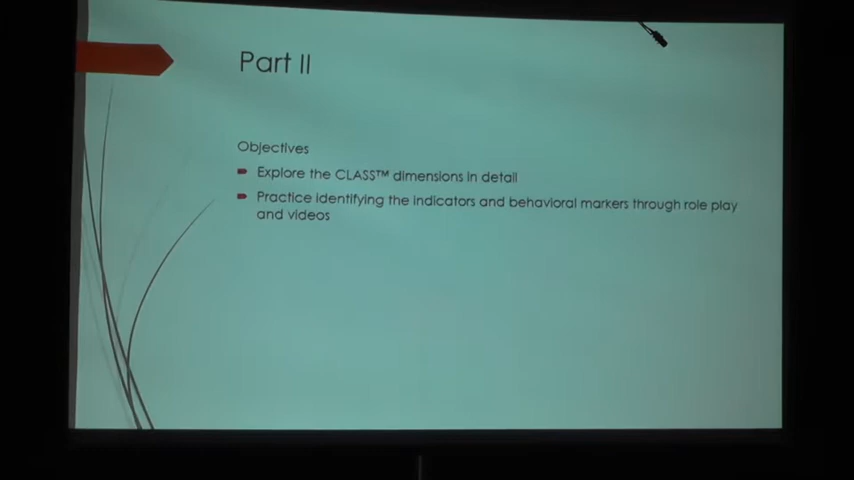 Part II
Objectives
Explore the CLASS™ dimensions in detail
Practice identifying the indicators and behavioral markers through role play
and videos